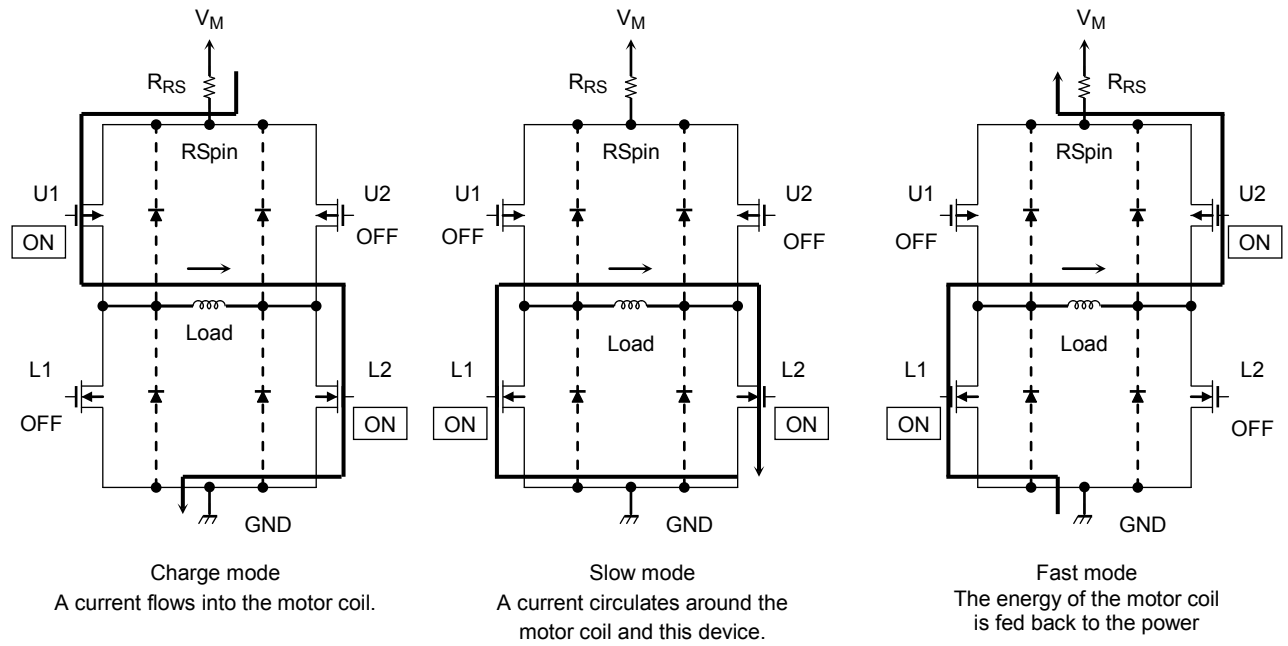 VM
RRS
RSpin
U1
ON
U2
OFF
Load
L1
OFF
L2
ON
GND
Charge mode
A current flows into the motor coil.
VM
RRS
RSpin
U1
OFF
U2
OFF
Load
L1
ON
L2
ON
GND
Slow mode
A current circulates around the
motor coil and this device.
VM
RRS
RSpin
U1
OFF
U2
ON
Load
L1
ON
L2
OFF
GND
Fast mode
The energy of the motor coil
is fed back to the power